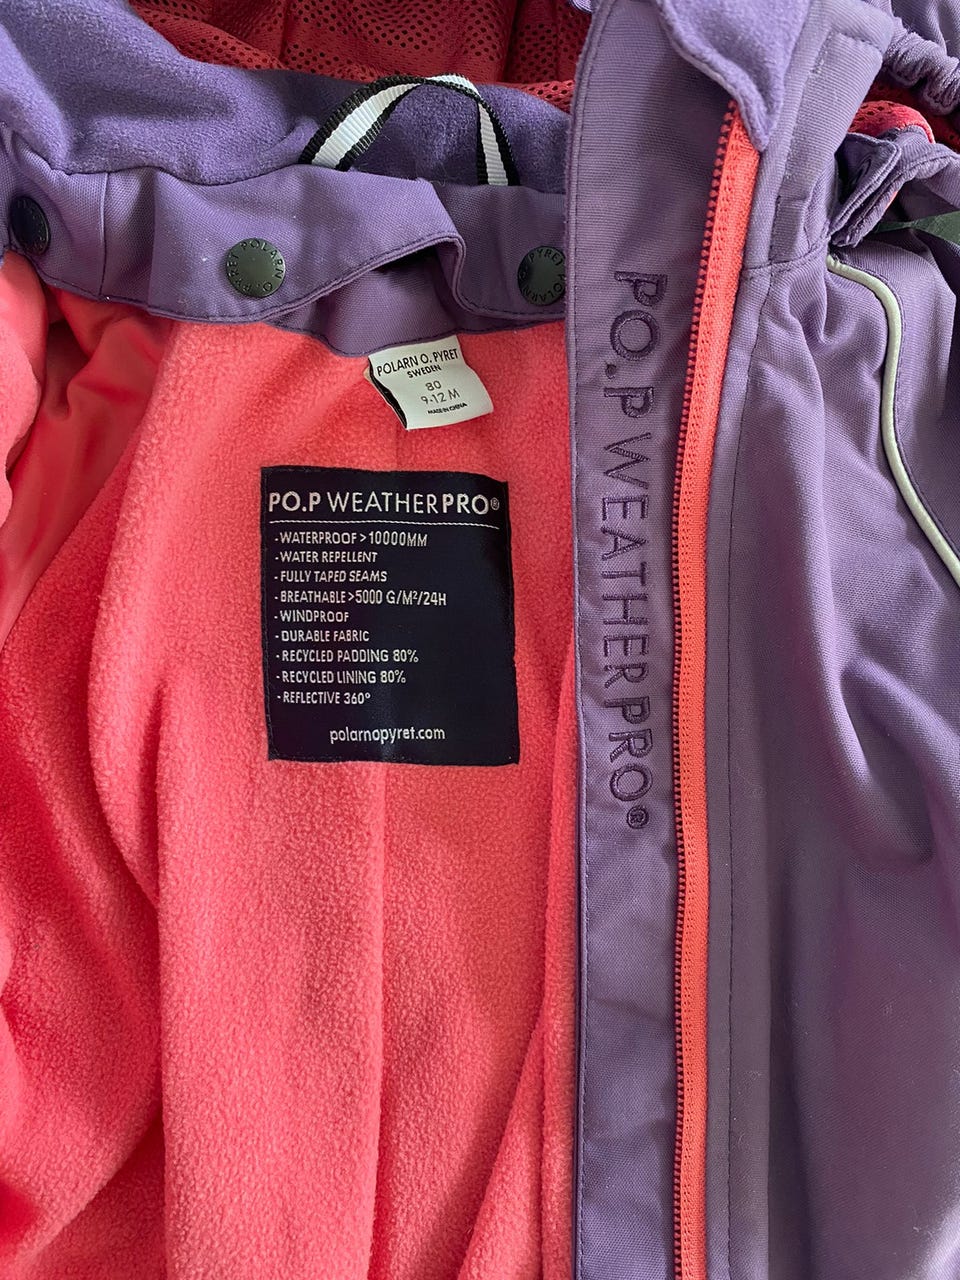 POLARN O. PYRET
POLARN O. PYRET
POLARN O. PYRET
SWEDEN
80
9-12 M
MADE IN CHINA
PO.P WEATHERPRO®
-WATERPROOF >10000MM
-WATER REPELLENT
-FULLY TAPED SEAMS
-BREATHABLE >5000 G/M²/24H
-WINDPROOF
-DURABLE FABRIC
-RECYCLED PADDING 80%
-RECYCLED LINING 80%
-REFLECTIVE 360°
polarnopyret.com
PO.P WEATHERPRO®